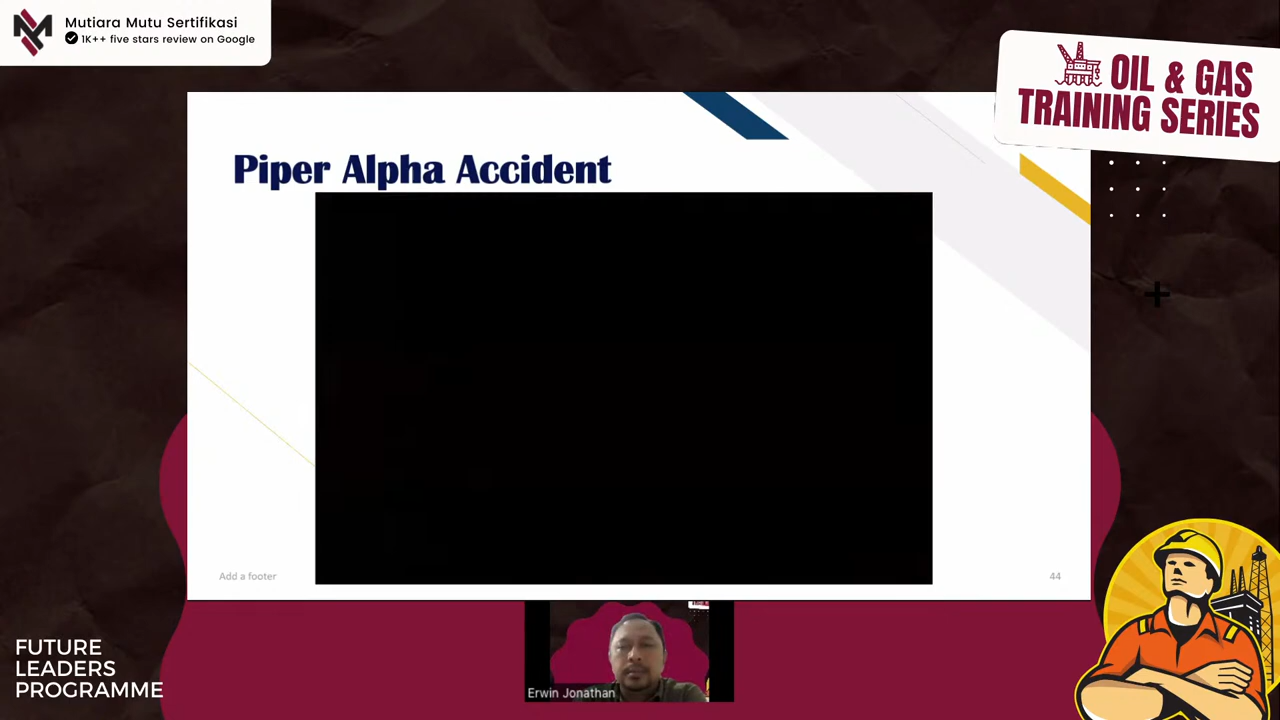 Mutiara Mutu Sertifikasi
1K++ five stars review on Google
OIL & GAS
TRAINING SERIES
Piper Alpha Accident
Add a footer
44
FUTURE
LEADERS
PROGRAMME
Erwin Jonathan